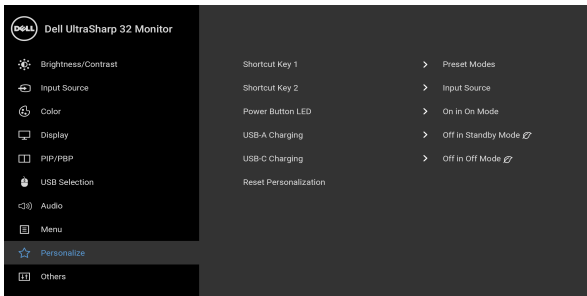 DELL Dell UltraSharp 32 Monitor
Brightness/Contrast
Input Source
Color
Display
PIP/PBP
USB Selection
Audio
Menu
Personalize
Others
Shortcut Key 1 > Preset Modes
Shortcut Key 2 > Input Source
Power Button LED > On in On Mode
USB-A Charging > Off in Standby Mode
USB-C Charging > Off in Off Mode
Reset Personalization